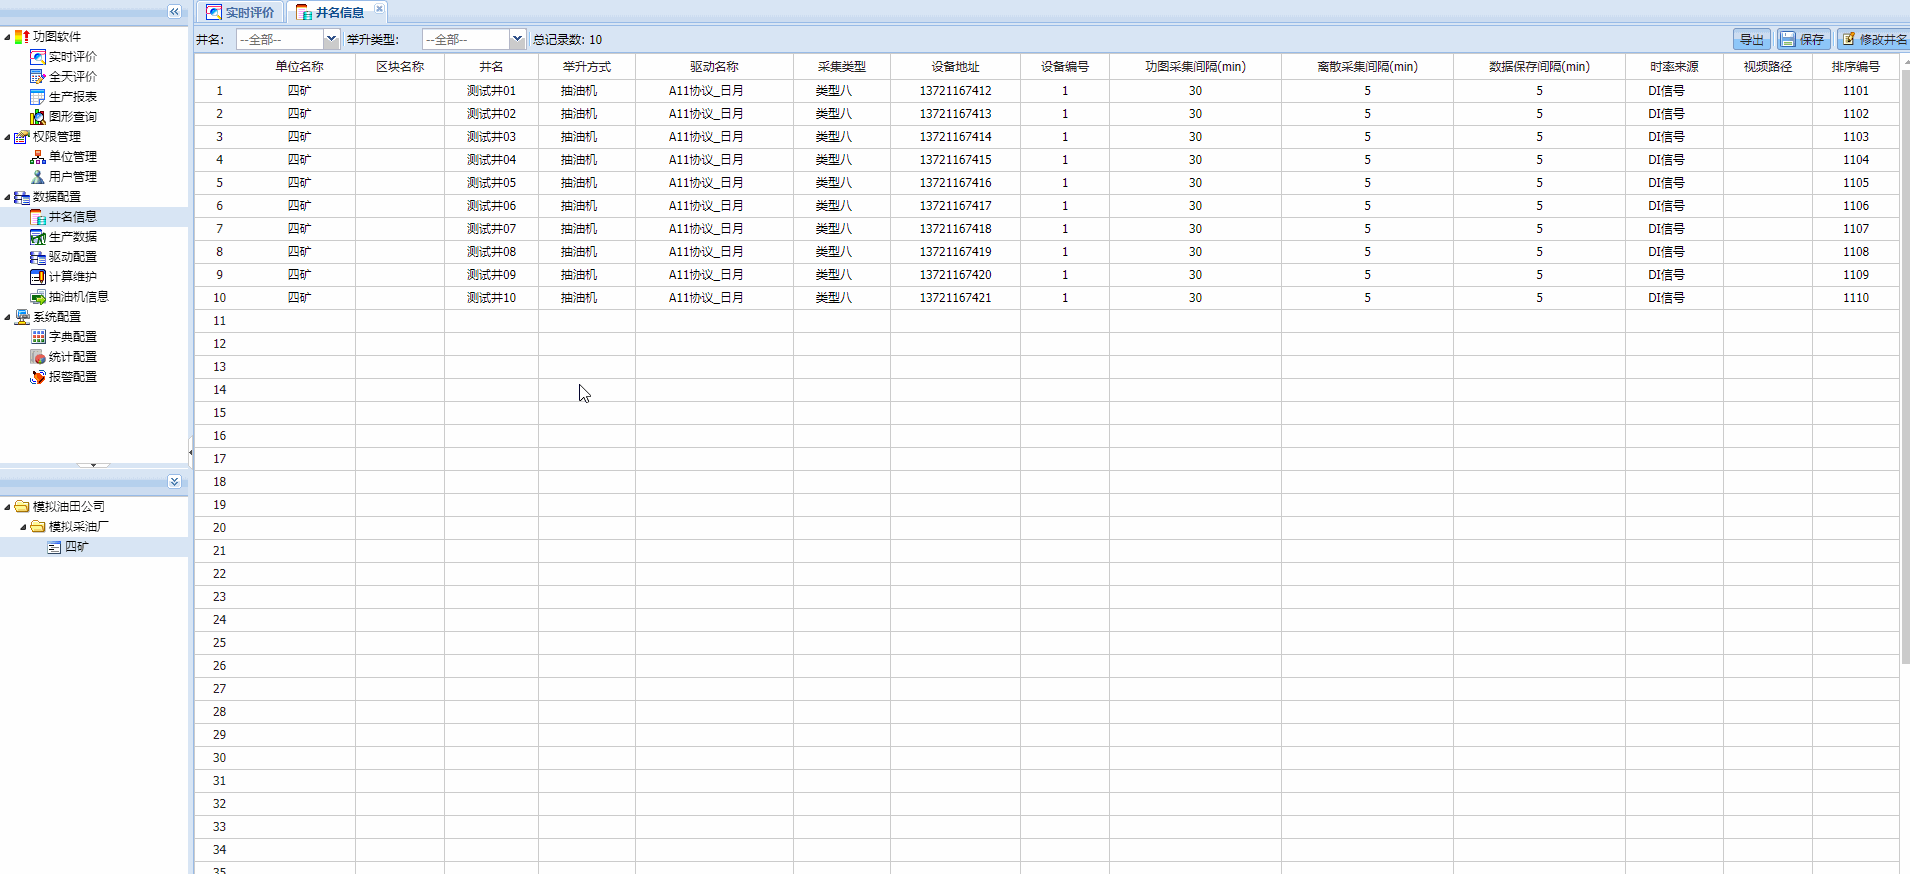 实时评价 井名信息
井名: --全部-- 举升类型: --全部-- 总记录数: 10 导出 保存 修改井名
功图软件
实时评价
全天评价
生产报表
图形查询
权限管理
单位管理
用户管理
数据配置
井名信息
生产数据
驱动配置
计算维护
抽油机信息
系统配置
字典配置
统计配置
报警配置
模拟油田公司
模拟采油厂
四矿
单位名称 区块名称 井名 举升方式 驱动名称 采集类型 设备地址 设备编号 功图采集间隔(min) 离散采集间隔(min) 数据保存间隔(min) 时率来源 视频路径 排序编号
1 四矿 测试井01 抽油机 A11协议_日月 类型八 13721167412 1 30 5 5 DI信号 1101
2 四矿 测试井02 抽油机 A11协议_日月 类型八 13721167413 1 30 5 5 DI信号 1102
3 四矿 测试井03 抽油机 A11协议_日月 类型八 13721167414 1 30 5 5 DI信号 1103
4 四矿 测试井04 抽油机 A11协议_日月 类型八 13721167415 1 30 5 5 DI信号 1104
5 四矿 测试井05 抽油机 A11协议_日月 类型八 13721167416 1 30 5 5 DI信号 1105
6 四矿 测试井06 抽油机 A11协议_日月 类型八 13721167417 1 30 5 5 DI信号 1106
7 四矿 测试井07 抽油机 A11协议_日月 类型八 13721167418 1 30 5 5 DI信号 1107
8 四矿 测试井08 抽油机 A11协议_日月 类型八 13721167419 1 30 5 5 DI信号 1108
9 四矿 测试井09 抽油机 A11协议_日月 类型八 13721167420 1 30 5 5 DI信号 1109
10 四矿 测试井10 抽油机 A11协议_日月 类型八 13721167421 1 30 5 5 DI信号 1110
11
12
13
14
15
16
17
18
19
20
21
22
23
24
25
26
27
28
29
30
31
32
33
34
35